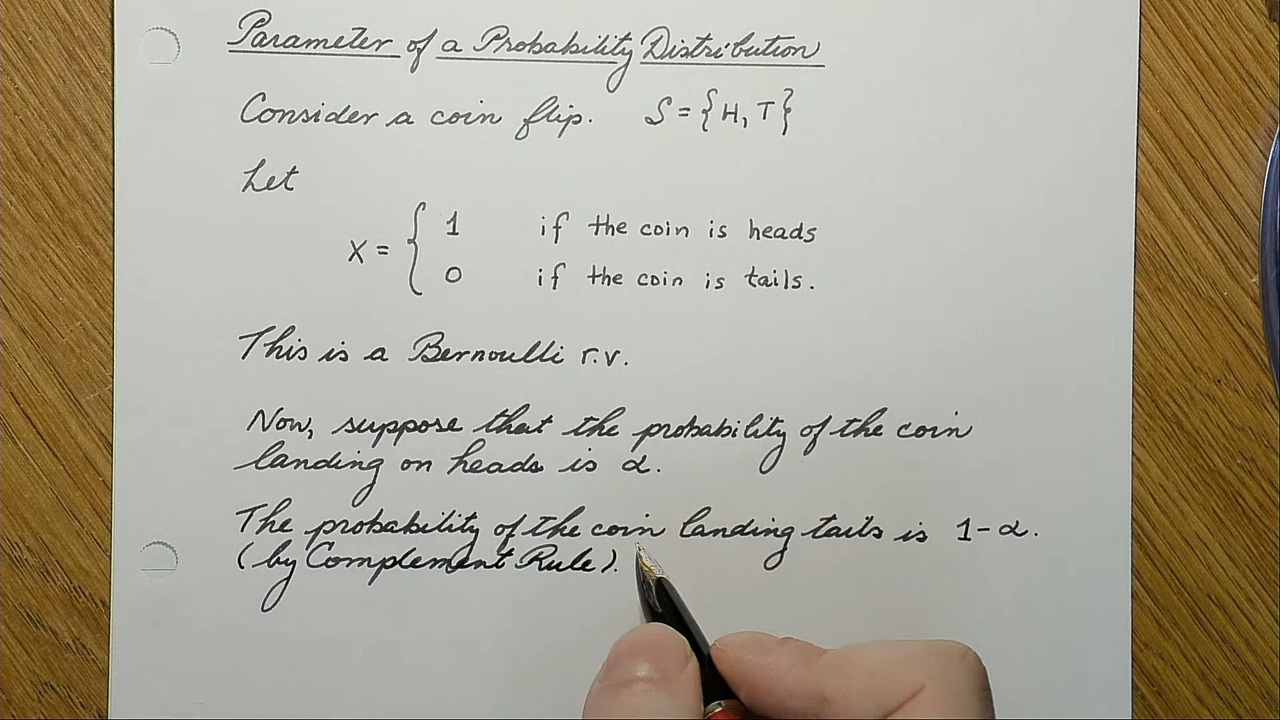 Parameter of a Probability Distribution
Consider a coin flip. S = {H, T}
Let
X = { 1 if the coin is heads
0 if the coin is tails.
This is a Bernoulli r.v.
Now, suppose that the probability of the coin
landing on heads is α.
The probability of the coin landing tails is 1-α.
(by Complement Rule).